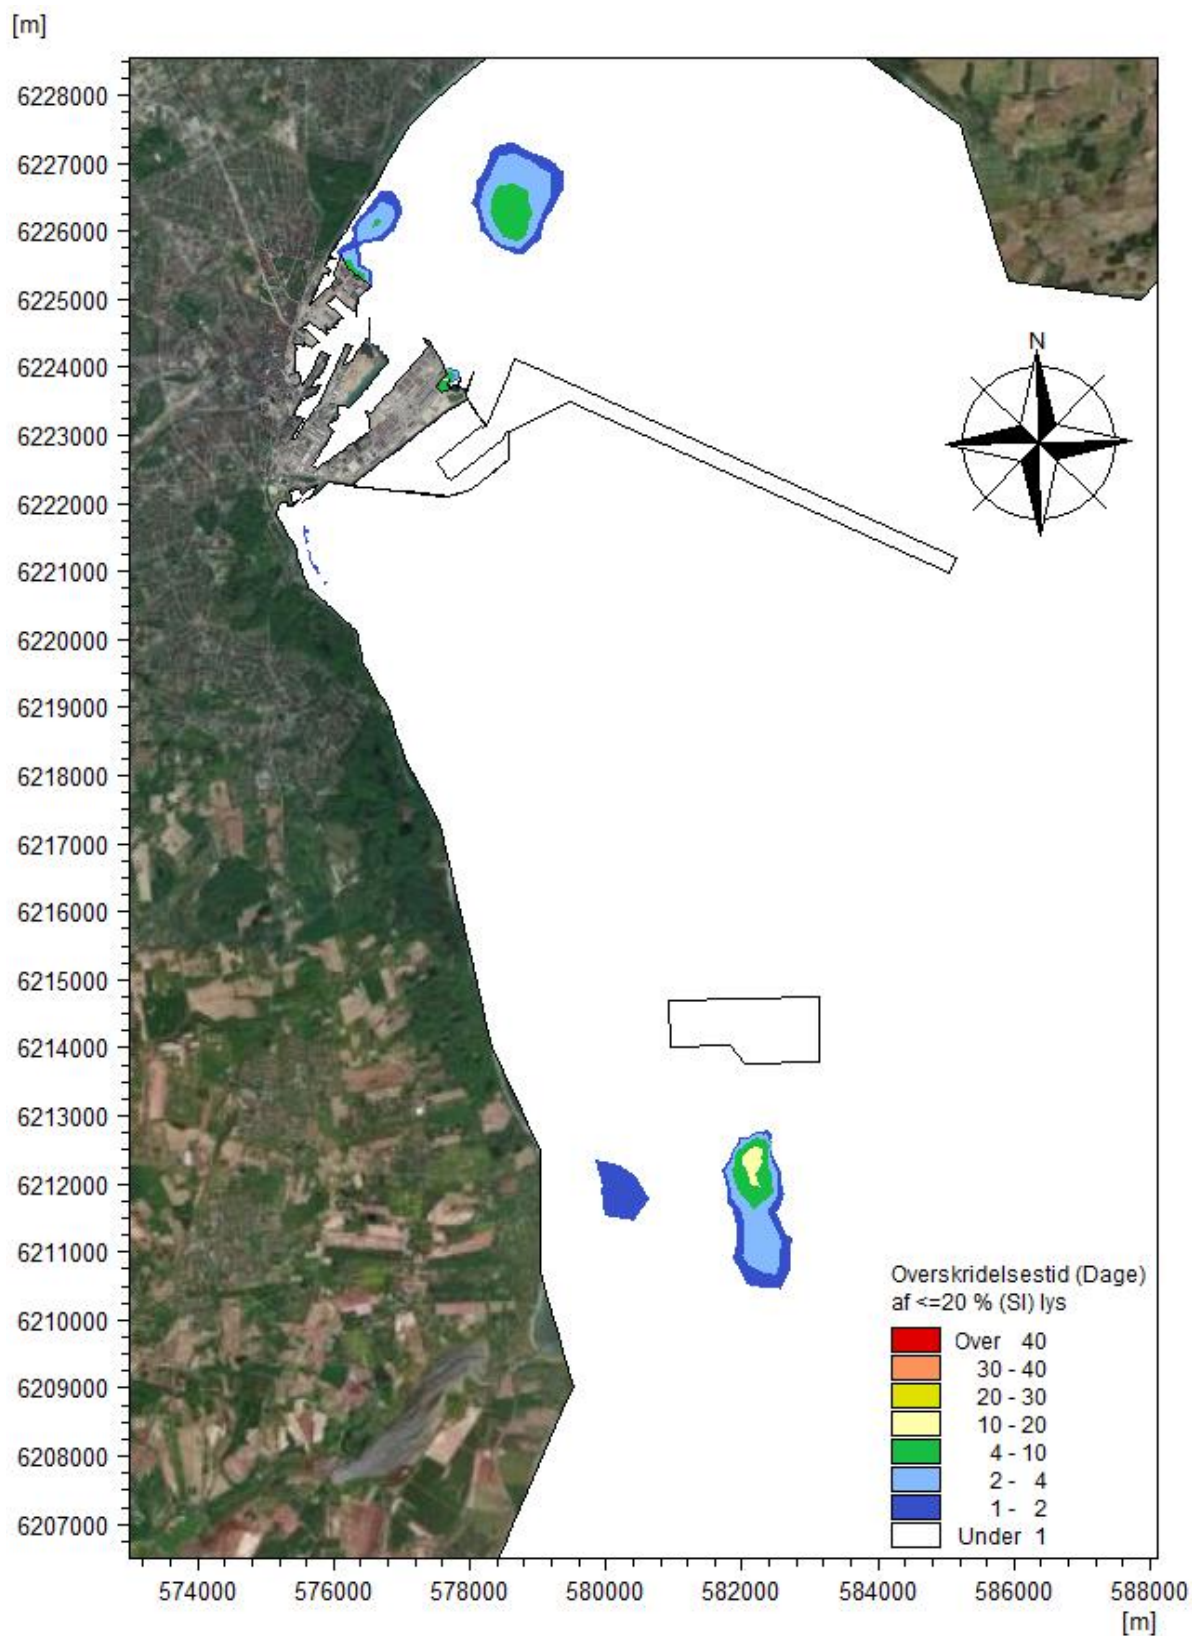 [m]
6228000
6227000
6226000
6225000
6224000
6223000
6222000
6221000
6220000
6219000
6218000
6217000
6216000
6215000
6214000
6213000
6212000
6211000
6210000
6209000
6208000
6207000
N
Overskridelsestid (Dage)
af <=20 % (SI) lys
Over 40
30 - 40
20 - 30
10 - 20
4 - 10
2 - 4
1 - 2
Under 1
574000 576000 578000 580000 582000 584000 586000 588000
[m]